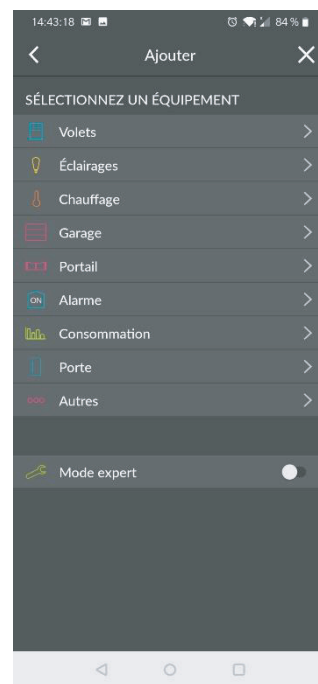 14:43:18 84 %
Ajouter
SÉLECTIONNEZ UN ÉQUIPEMENT
Volets
Éclairages
Chauffage
Garage
Portail
ON Alarme
Consommation
Porte
Autres
Mode expert